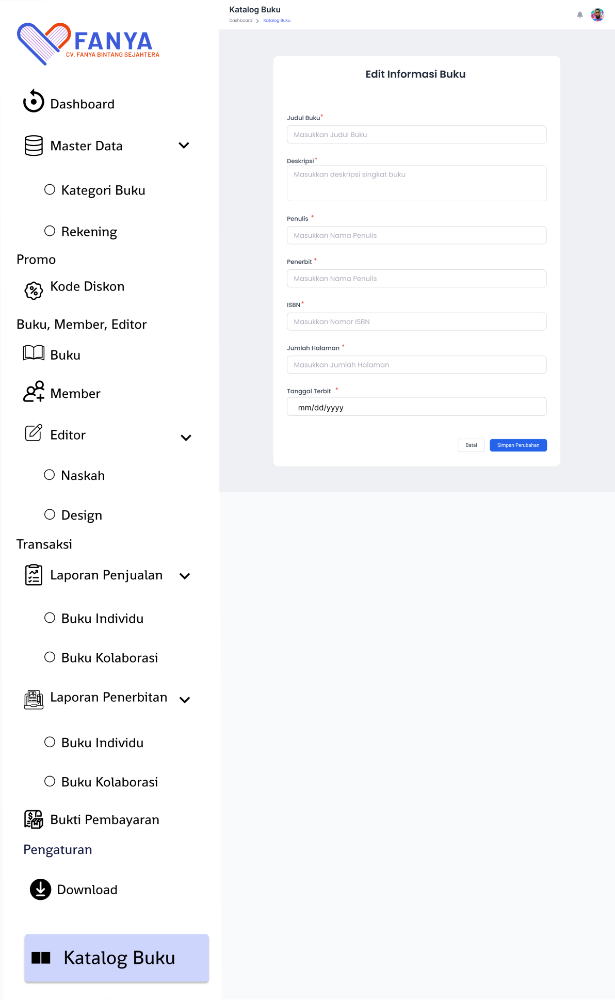 FANYA
CV. FANYA BINTANG SEJAHTERA
Dashboard
Master Data
Kategori Buku
Rekening
Promo
Kode Diskon
Buku, Member, Editor
Buku
Member
Editor
Naskah
Design
Transaksi
Laporan Penjualan
Buku Individu
Buku Kolaborasi
Laporan Penerbitan
Buku Individu
Buku Kolaborasi
Bukti Pembayaran
Pengaturan
Download
Katalog Buku
Katalog Buku
Dashboard > Katalog Buku
Edit Informasi Buku
Judul Buku*
Masukkan Judul Buku
Deskripsi*
Masukkan deskripsi singkat buku
Penulis *
Masukkan Nama Penulis
Penerbit *
Masukkan Nama Penulis
ISBN*
Masukkan Nomor ISBN
Jumlah Halaman *
Masukkan Jumlah Halaman
Tanggal Terbit *
mm/dd/yyyy
Batal Simpan Perubahan